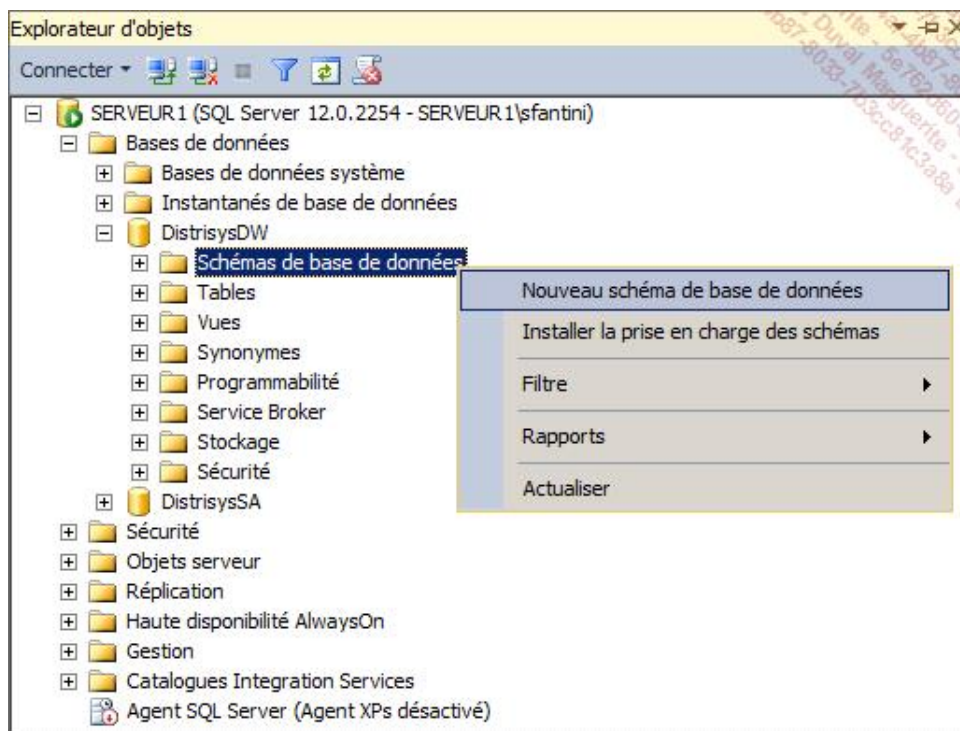 Explorateur d'objets
Connecter
SERVEUR1 (SQL Server 12.0.2254 - SERVEUR1\sfantini)
Bases de données
Bases de données système
Instantanés de base de données
DistrisysDW
Schémas de base de données
Nouveau schéma de base de données
Tables
Installer la prise en charge des schémas
Vues
Synonymes
Programmabilité
Filtre
Service Broker
Stockage
Rapports
Sécurité
Actualiser
DistrisysSA
Sécurité
Objets serveur
Réplication
Haute disponibilité AlwaysOn
Gestion
Catalogues Integration Services
Agent SQL Server (Agent XPs désactivé)